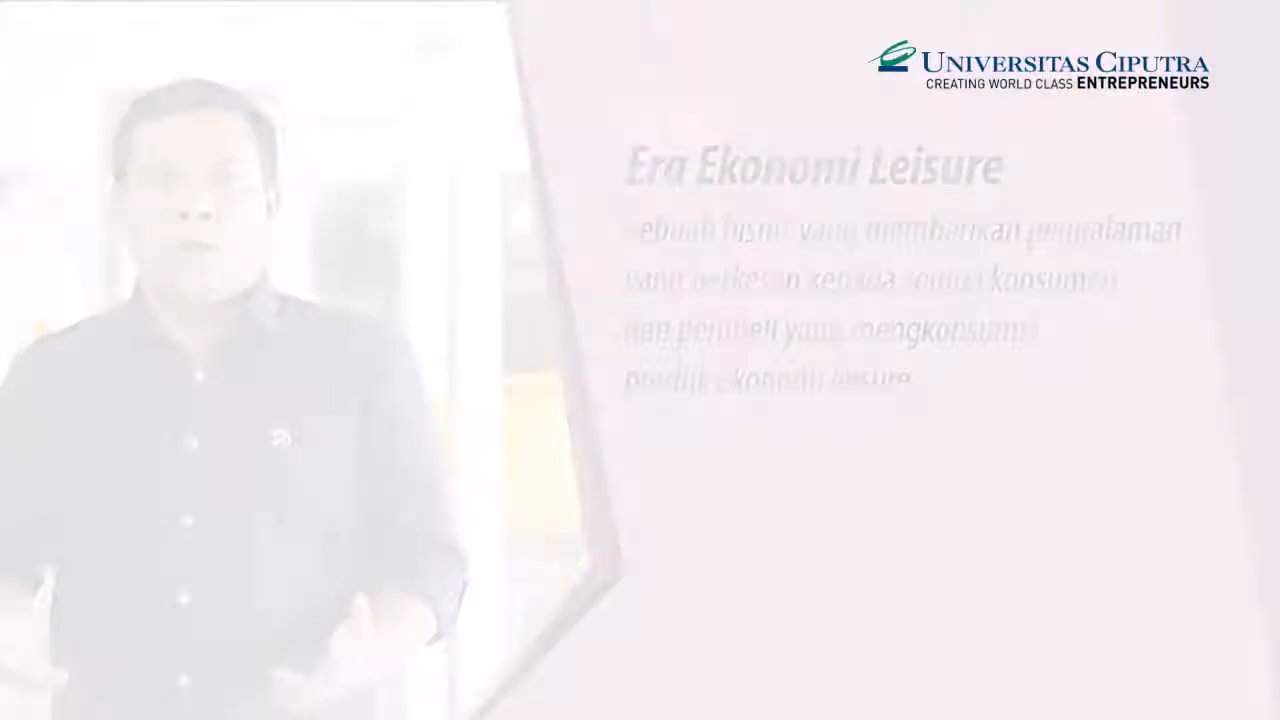 UNIVERSITAS CIPUTRA
CREATING WORLD CLASS ENTREPRENEURS
Era Ekonomi Leisure
sebuah bisnis yang memberikan pengalaman
yang berkesan kepada semua konsumen
dan pembeli yang mengkonsumsi
produk ekonomi leisure